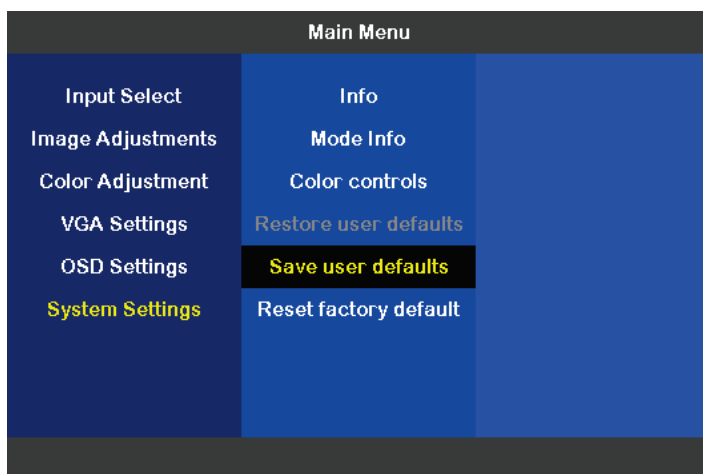 Main Menu
Input Select
Image Adjustments
Color Adjustment
VGA Settings
OSD Settings
System Settings
Info
Mode Info
Color controls
Restore user defaults
Save user defaults
Reset factory default